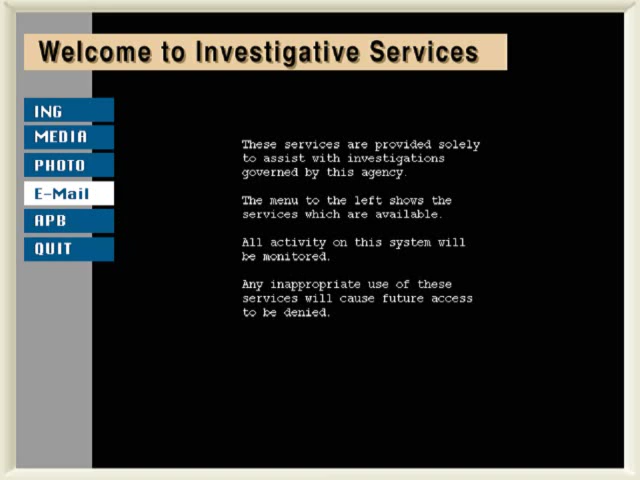 Welcome to Investigative Services
ING
MEDIA
PHOTO
E-Mail
APB
QUIT
These services are provided solely
to assist with investigations
governed by this agency.
The menu to the left shows the
services which are available.
All activity on this system will
be monitored.
Any inappropriate use of these
services will cause future access
to be denied.